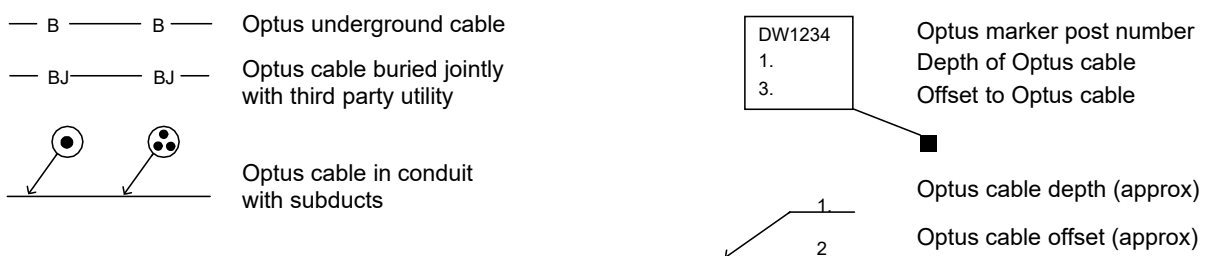 B B Optus underground cable
BJ BJ Optus cable buried jointly
with third party utility
Optus cable in conduit
with subducts
DW1234 Optus marker post number
1. Depth of Optus cable
3. Offset to Optus cable
Optus cable depth (approx)
1.
Optus cable offset (approx)
2